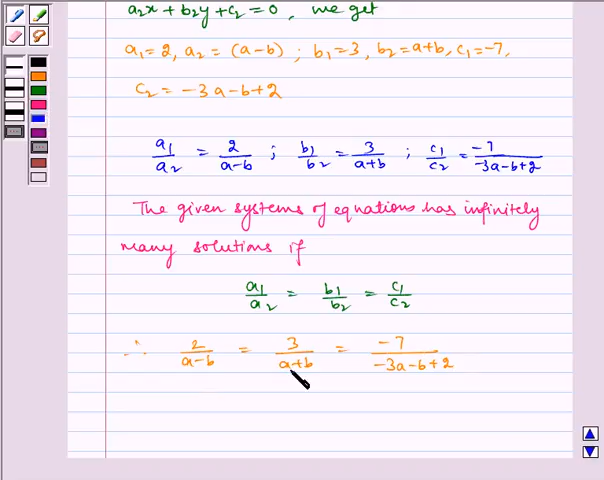 a₂x + b₂y + c₂ = 0, we get
a₁ = 2, a₂ = (a-b) ; b₁ = 3, b₂ = a+b, c₁ = -7,
c₂ = -3a-b+2
a₁/a₂ = 2/(a-b) ; b₁/b₂ = 3/(a+b) ; c₁/c₂ = -7/(-3a-b+2)
The given systems of equations has infinitely
many solutions if
a₁/a₂ = b₁/b₂ = c₁/c₂
∴ 2/(a-b) = 3/(a+b) = -7/(-3a-b+2)